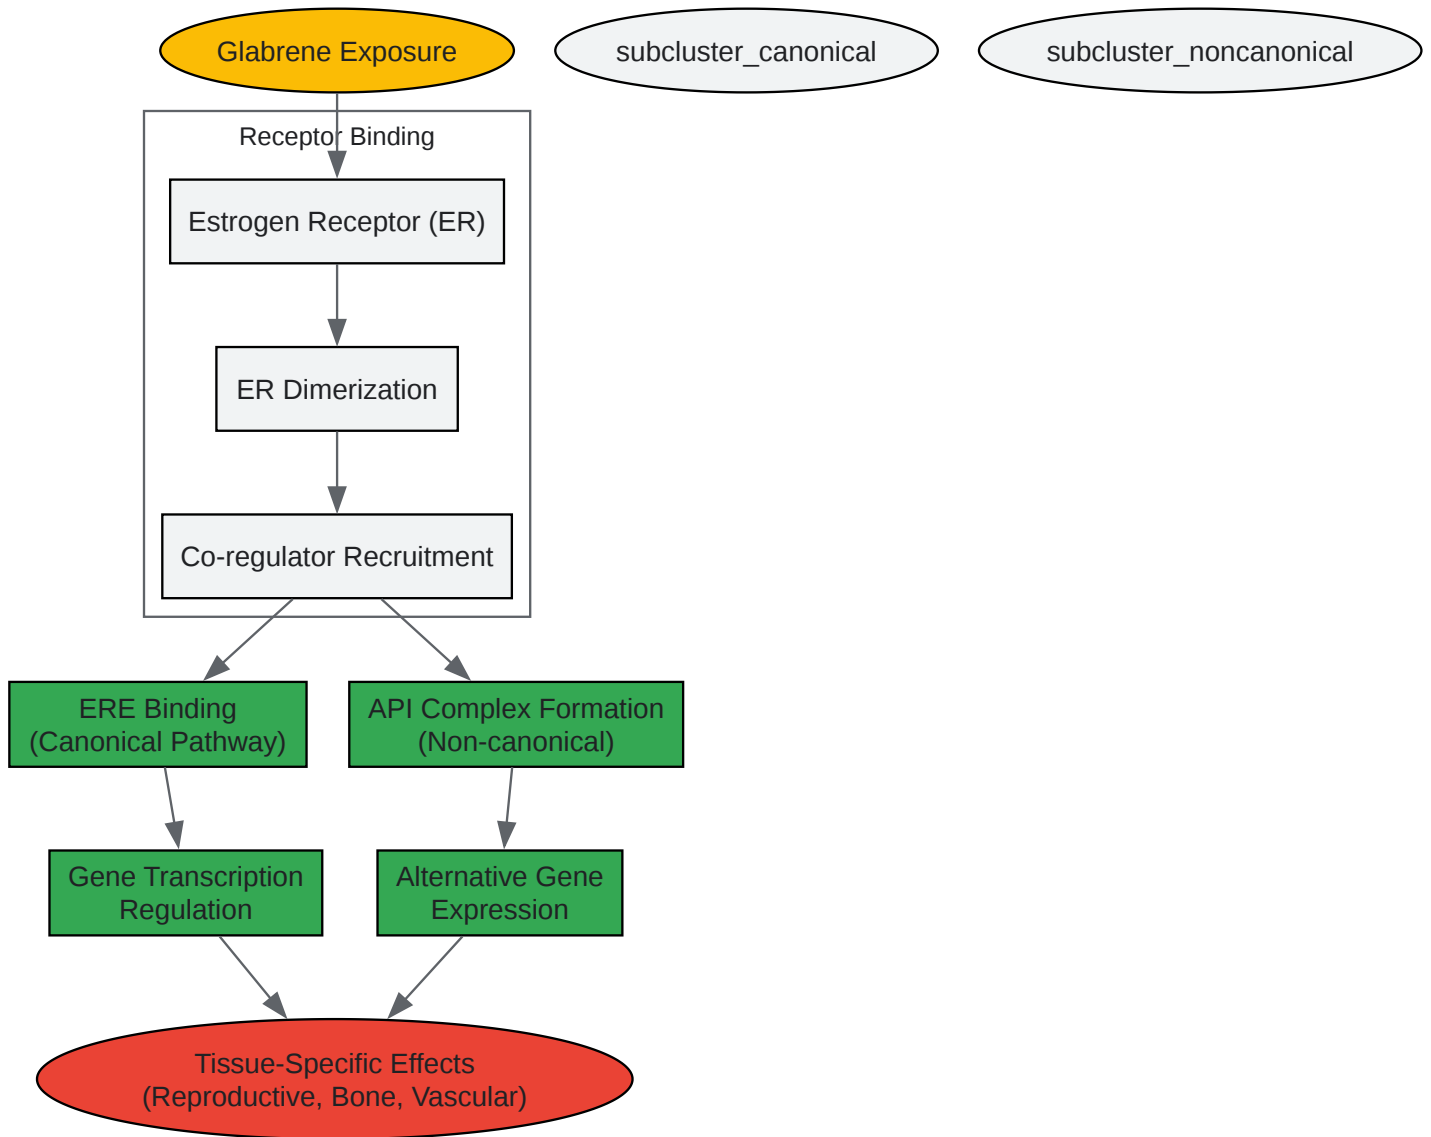 Glabrene Exposure
subcluster_canonical
subcluster_noncanonical
Receptor Binding
Estrogen Receptor (ER)
ER Dimerization
Co-regulator Recruitment
ERE Binding
(Canonical Pathway)
API Complex Formation
(Non-canonical)
Gene Transcription
Regulation
Alternative Gene
Expression
Tissue-Specific Effects
(Reproductive, Bone, Vascular)